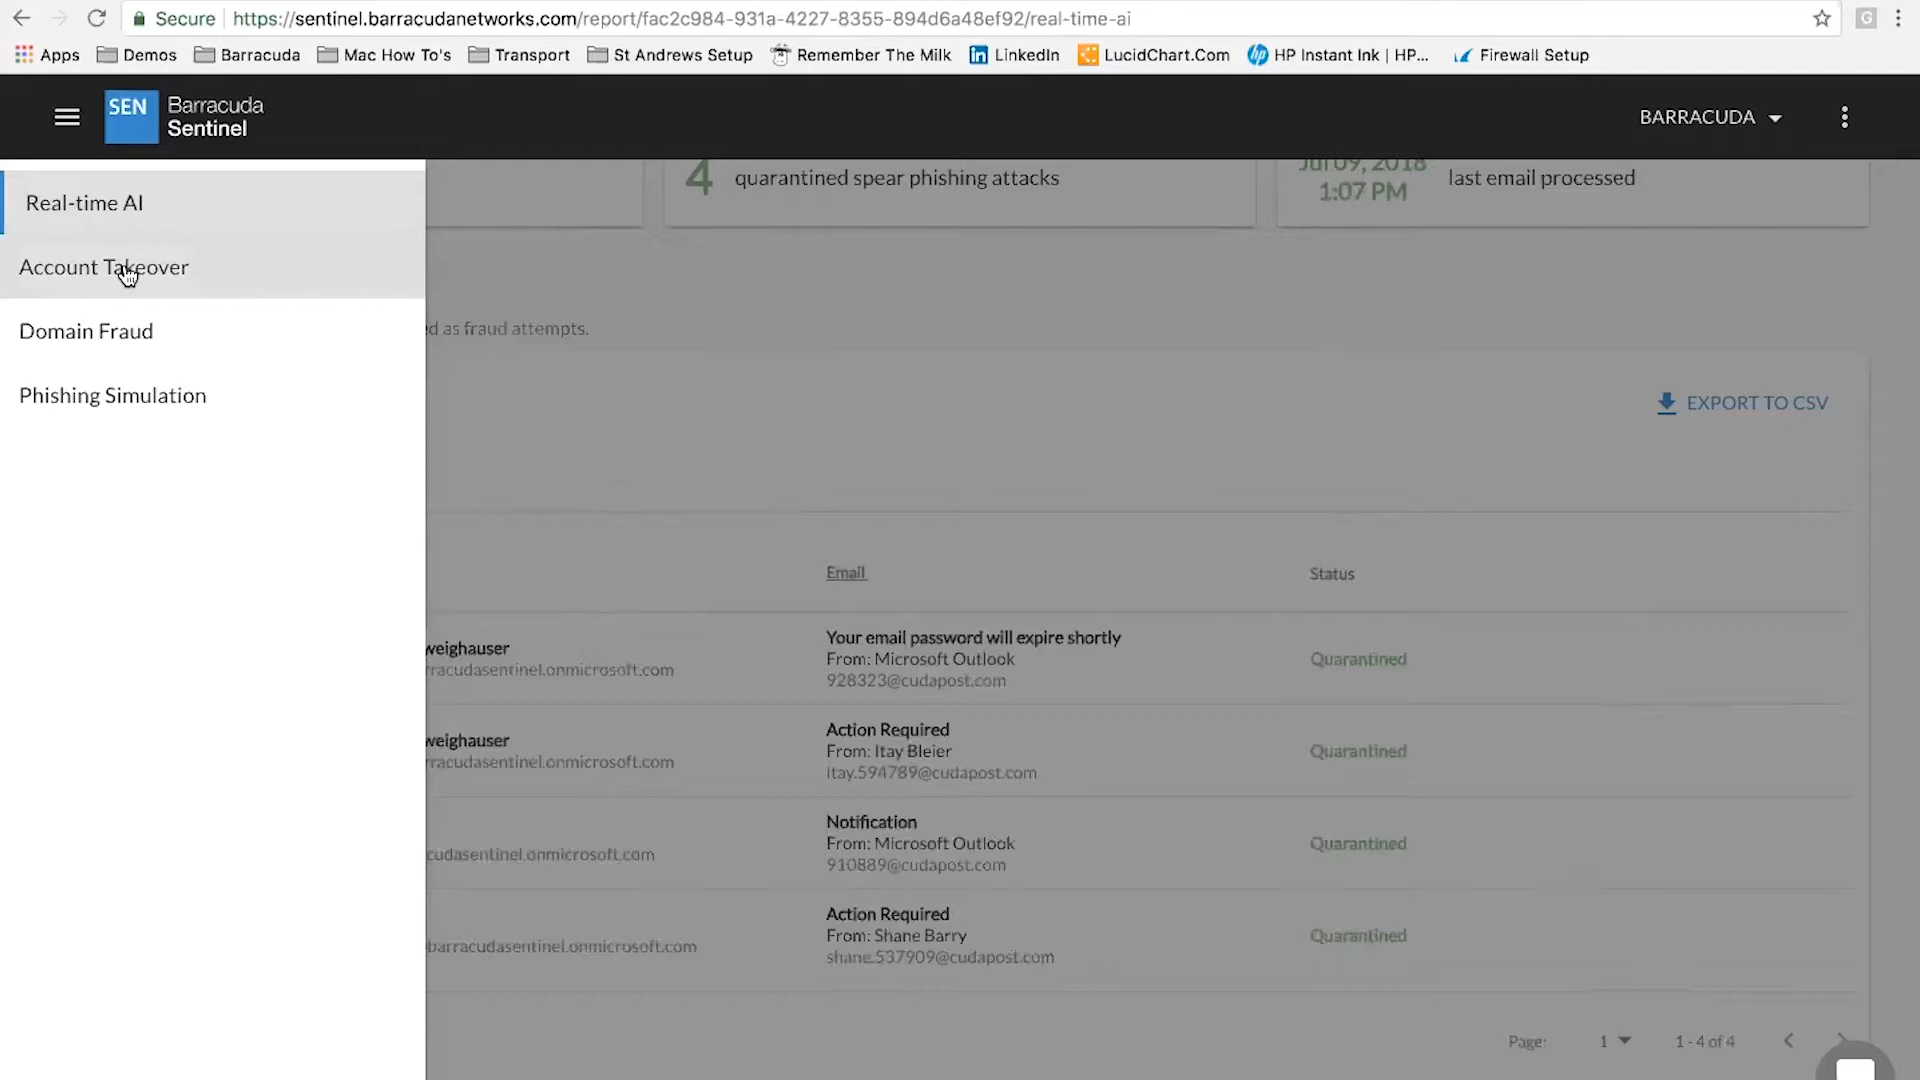 Secure https://sentinel.barracudanetworks.com/report/fac2c984-931a-4227-8355-894d6a48ef92/real-time-ai
G
Apps Demos Barracuda Mac How To's Transport St Andrews Setup Remember The Milk LinkedIn LucidChart.Com HP Instant Ink | HP... Firewall Setup
SEN Barracuda
Sentinel
BARRACUDA
Real-time AI
Account Takeover
Domain Fraud
Phishing Simulation
4 quarantined spear phishing attacks
Jul 09, 2018
1:07 PM
last email processed
d as fraud attempts.
EXPORT TO CSV
Email Status
weighauser
rracudasentinel.onmicrosoft.com
Your email password will expire shortly
From: Microsoft Outlook
928323@cudapost.com
Quarantined
weighauser
rracudasentinel.onmicrosoft.com
Action Required
From: Itay Bleier
itay.594789@cudapost.com
Quarantined
cudasentinel.onmicrosoft.com
Notification
From: Microsoft Outlook
910889@cudapost.com
Quarantined
barracudasentinel.onmicrosoft.com
Action Required
From: Shane Barry
shane.537909@cudapost.com
Quarantined
Page: 1 1 - 4 of 4